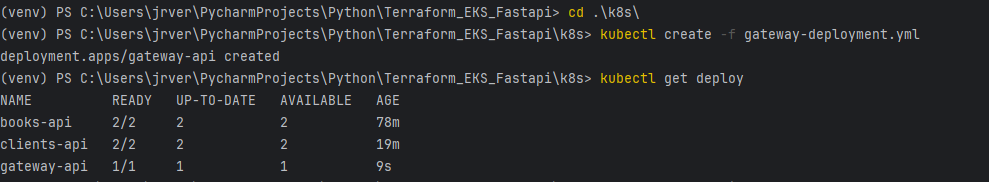 (venv) PS C:\Users\jrver\PycharmProjects\Python\Terraform_EKS_Fastapi> cd .\k8s\
(venv) PS C:\Users\jrver\PycharmProjects\Python\Terraform_EKS_Fastapi\k8s> kubectl create -f gateway-deployment.yml
deployment.apps/gateway-api created
(venv) PS C:\Users\jrver\PycharmProjects\Python\Terraform_EKS_Fastapi\k8s> kubectl get deploy
NAME          READY   UP-TO-DATE   AVAILABLE   AGE
books-api     2/2     2            2           78m
clients-api   2/2     2            2           19m
gateway-api   1/1     1            1           9s